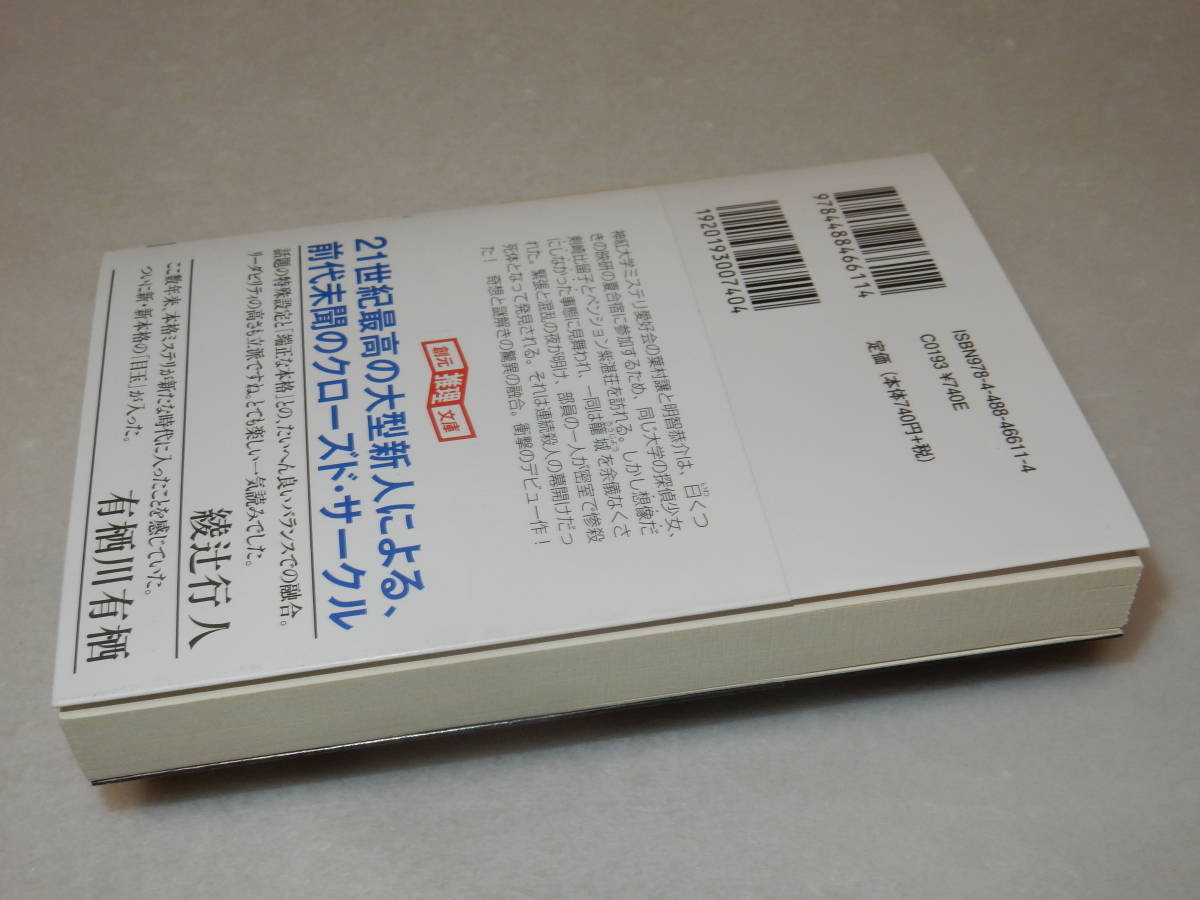 9784488466114
1920193007404
ISBN978-4-488-46611-4
C0193 ¥740E
定価（本体740円+税）
神紅大学ミステリ愛好会の葉村譲と明智恭介は、曰くつ
いわ
きの映研の夏合宿に参加するため、同じ大学の探偵少女、
剣崎比留子とペンション紫湛荘を訪れる。しかし想像だ
にしなかった事態に見舞われ、一同は籠城を余儀なくさ
ろうじょう
れた。緊張と混乱の夜が明け、部員の一人が密室で惨殺
死体となって発見される。それは連続殺人の幕開けだっ
た！　奇想と謎解きの驚異の融合。衝撃のデビュー作！
創元推理文庫
21世紀最高の大型新人による、
前代未聞のクローズド・サークル
話題の特殊設定と「端正な本格」との、たいへん良いバランスでの融合。
リーダビリティの高さも立派ですね。とても楽しい一気読みでした。
綾辻行人
ここ数年来、本格ミステリが新たな時代に入ったことを感じていた。
ついに新・新本格の「目玉」が入った。
有栖川有栖